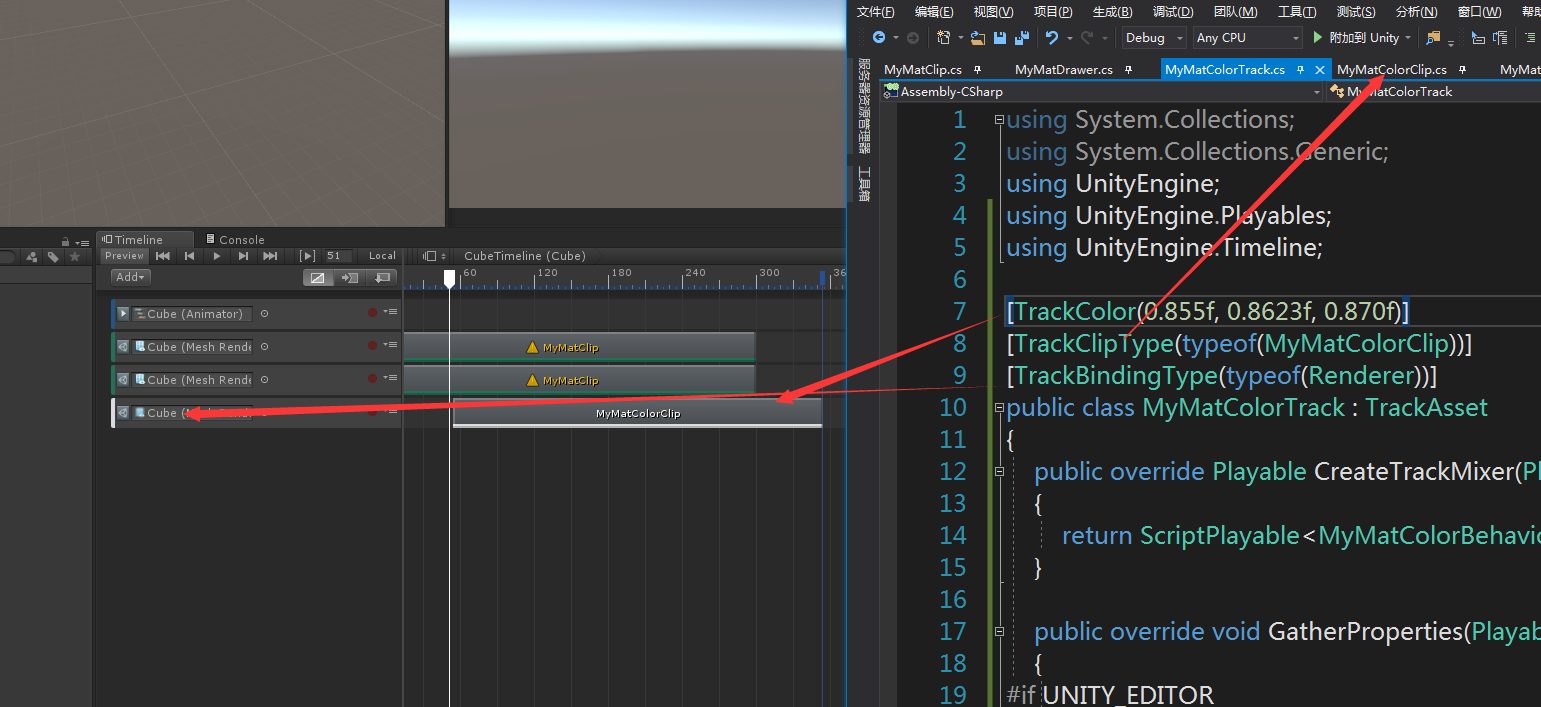 文件(F) 编辑(E) 视图(V) 项目(P) 生成(B) 调试(D) 团队(M) 工具(T) 测试(S) 分析(N) 窗口(W) 帮助
Debug Any CPU 附加到 Unity
MyMatClip.cs MyMatDrawer.cs MyMatColorTrack.cs MyMatColorClip.cs MyMat
Assembly-CSharp MyMatColorTrack
服务器资源管理器
工具箱
1 using System.Collections;
2 using System.Collections.Generic;
3 using UnityEngine;
4 using UnityEngine.Playables;
5 using UnityEngine.Timeline;
6
7 [TrackColor(0.855f, 0.8623f, 0.870f)]
8 [TrackClipType(typeof(MyMatColorClip))]
9 [TrackBindingType(typeof(Renderer))]
10 public class MyMatColorTrack : TrackAsset
11 {
12 public override Playable CreateTrackMixer(Pl
13 {
14 return ScriptPlayable<MyMatColorBehavio
15 }
16
17 public override void GatherProperties(Playab
18 {
19 #if UNITY_EDITOR
Timeline Console
Preview [▶] 51 Local CubeTimeline (Cube)
Add 60 120 180 240 300 36
Cube (Animator)
Cube (Mesh Rende MyMatClip
Cube (Mesh Rende MyMatClip
Cube MyMatColorClip